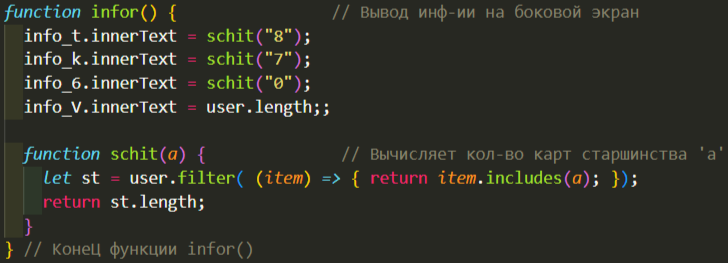 function infor() { // Вывод инф-ии на боковой экран
info_t.innerText = schit("8");
info_k.innerText = schit("7");
info_6.innerText = schit("0");
info_V.innerText = user.length;;
function schit(a) { // Вычисляет кол-во карт старшинства 'a'
let st = user.filter( (item) => { return item.includes(a); });
return st.length;
}
} // КонеЦ функции infor()